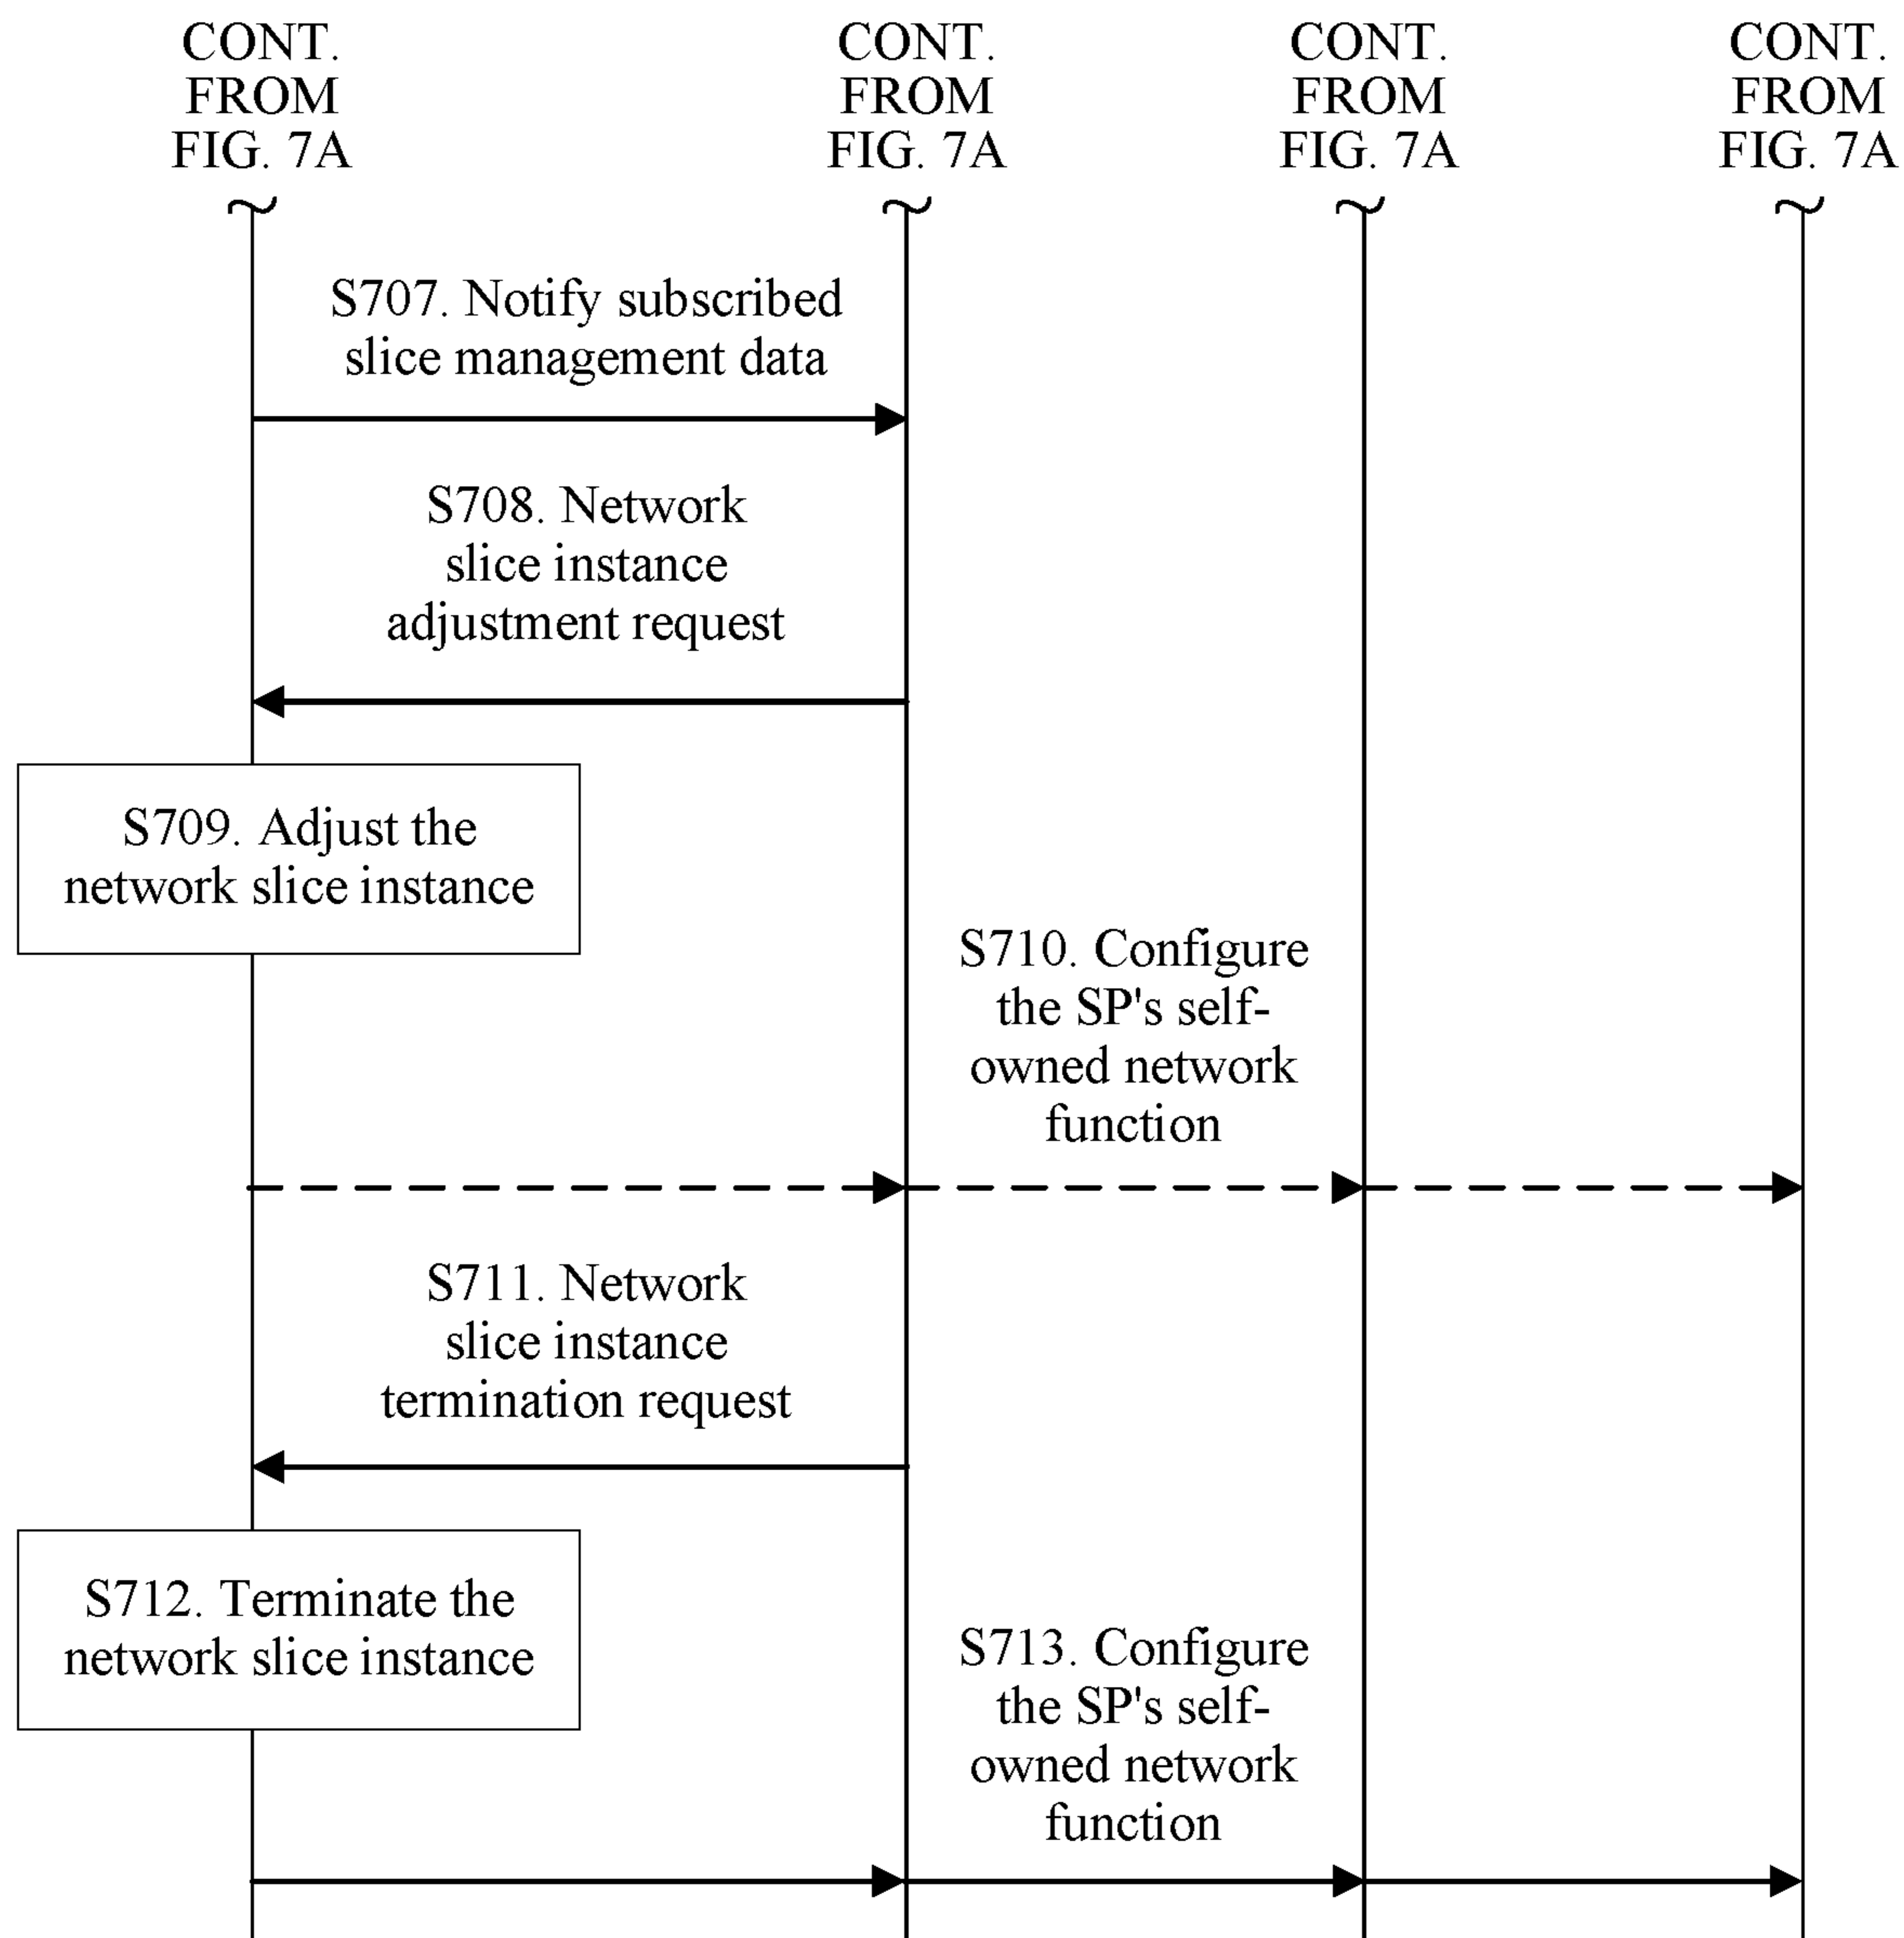 CONT.
FROM
FIG. 7A
CONT.
FROM
FIG. 7A
CONT.
FROM
FIG. 7A
CONT.
FROM
FIG. 7A
S707. Notify subscribed
slice management data
S708. Network
slice instance
adjustment request
S709. Adjust the
network slice instance
S710. Configure
the SP's self-
owned network
function
S711. Network
slice instance
termination request
S712. Terminate the
network slice instance
S713. Configure
the SP's self-
owned network
function